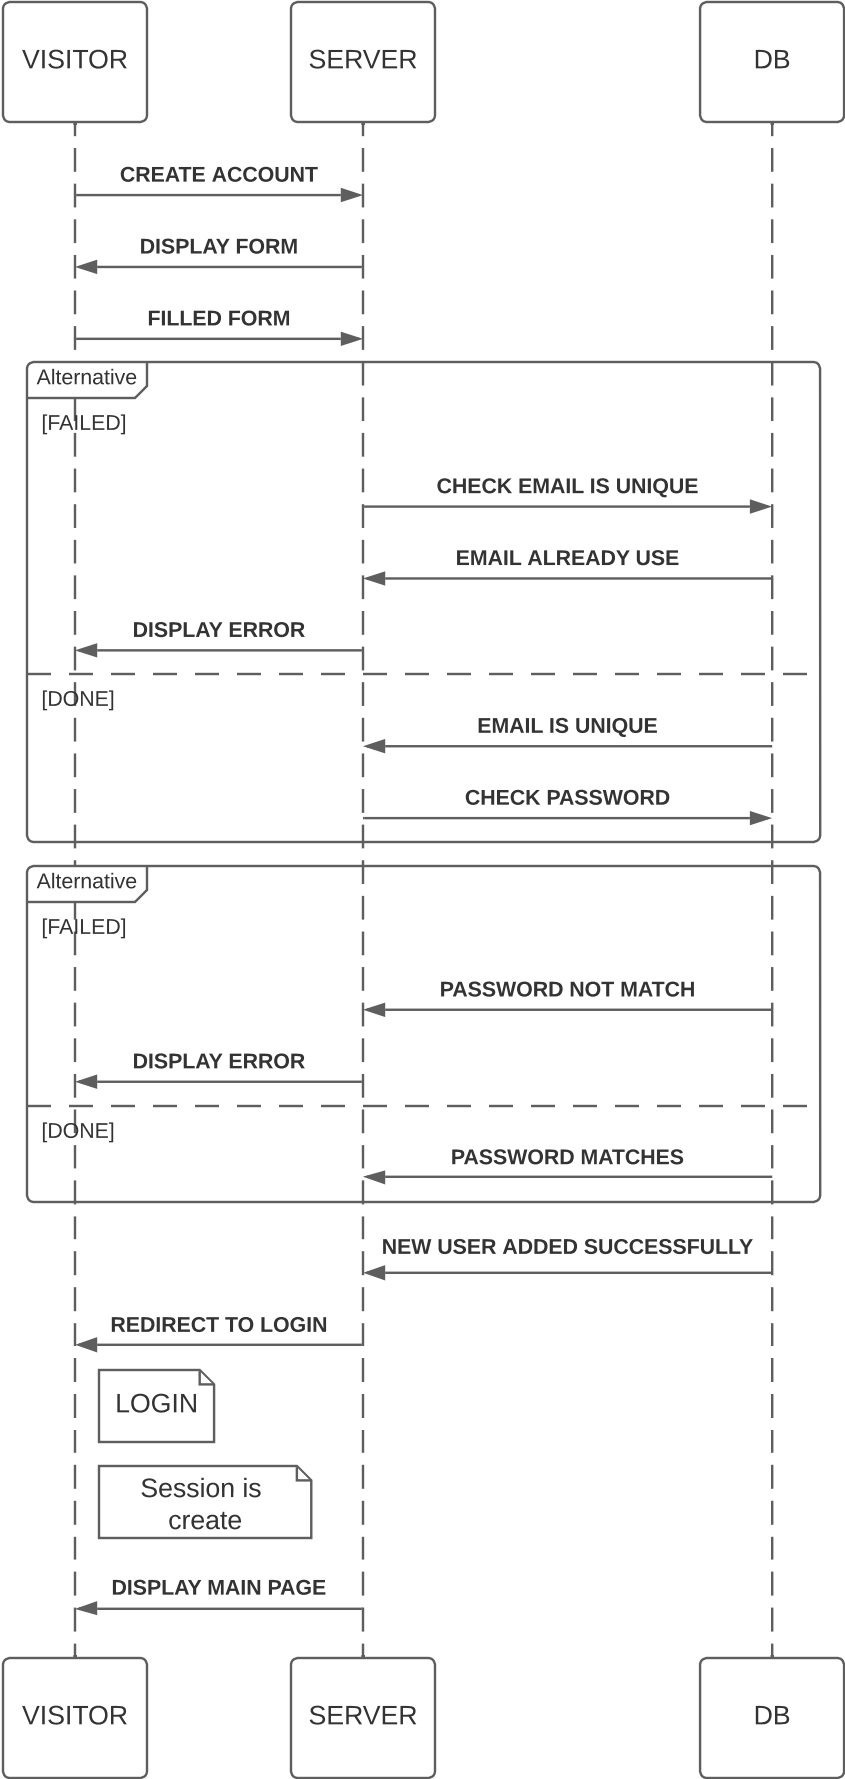 VISITOR
SERVER
DB
CREATE ACCOUNT
DISPLAY FORM
FILLED FORM
Alternative
[FAILED]
CHECK EMAIL IS UNIQUE
EMAIL ALREADY USE
DISPLAY ERROR
[DONE]
EMAIL IS UNIQUE
CHECK PASSWORD
Alternative
[FAILED]
PASSWORD NOT MATCH
DISPLAY ERROR
[DONE]
PASSWORD MATCHES
NEW USER ADDED SUCCESSFULLY
REDIRECT TO LOGIN
LOGIN
Session is
create
DISPLAY MAIN PAGE
VISITOR
SERVER
DB